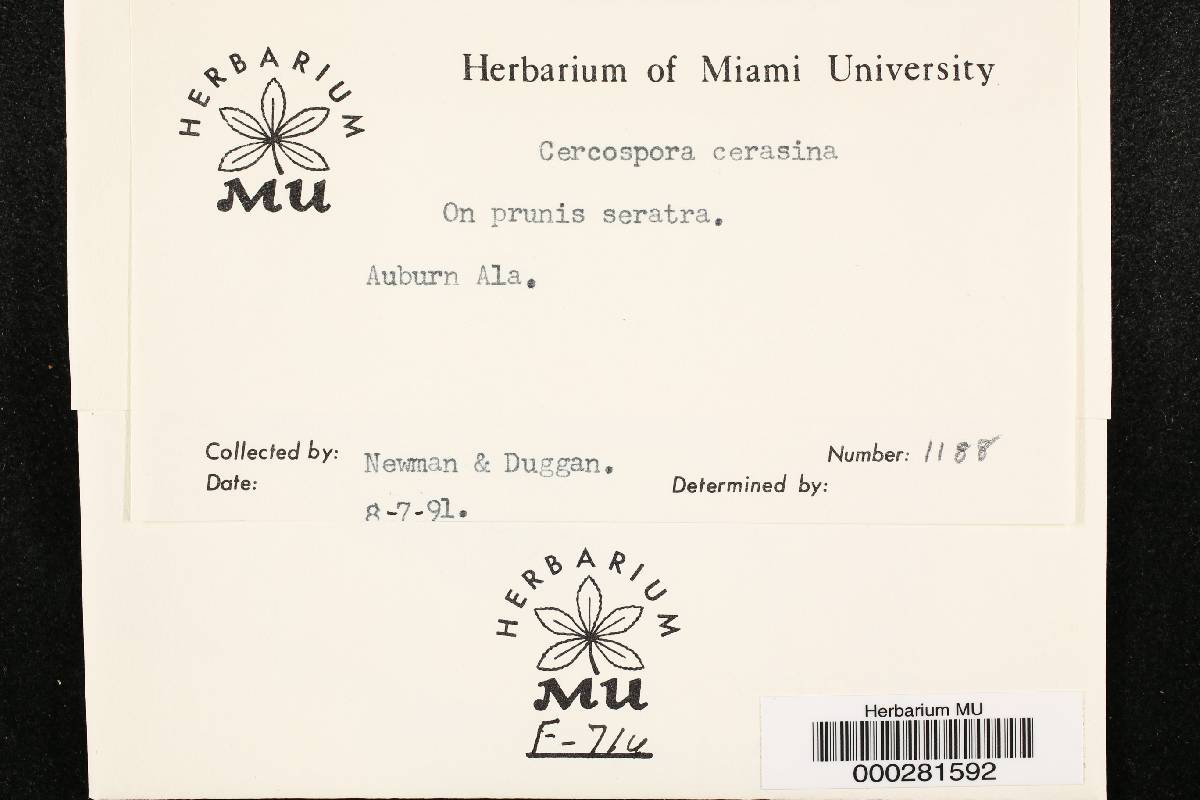 HERBARIUM
MU
Herbarium of Miami University
Cercospora cerasina
On prunis seratra.
Auburn Ala.
Collected by: Newman & Duggan.
Number: 1188
Date: 8-7-91.
Determined by:
HERBARIUM
MU
F-714
Herbarium MU
000281592